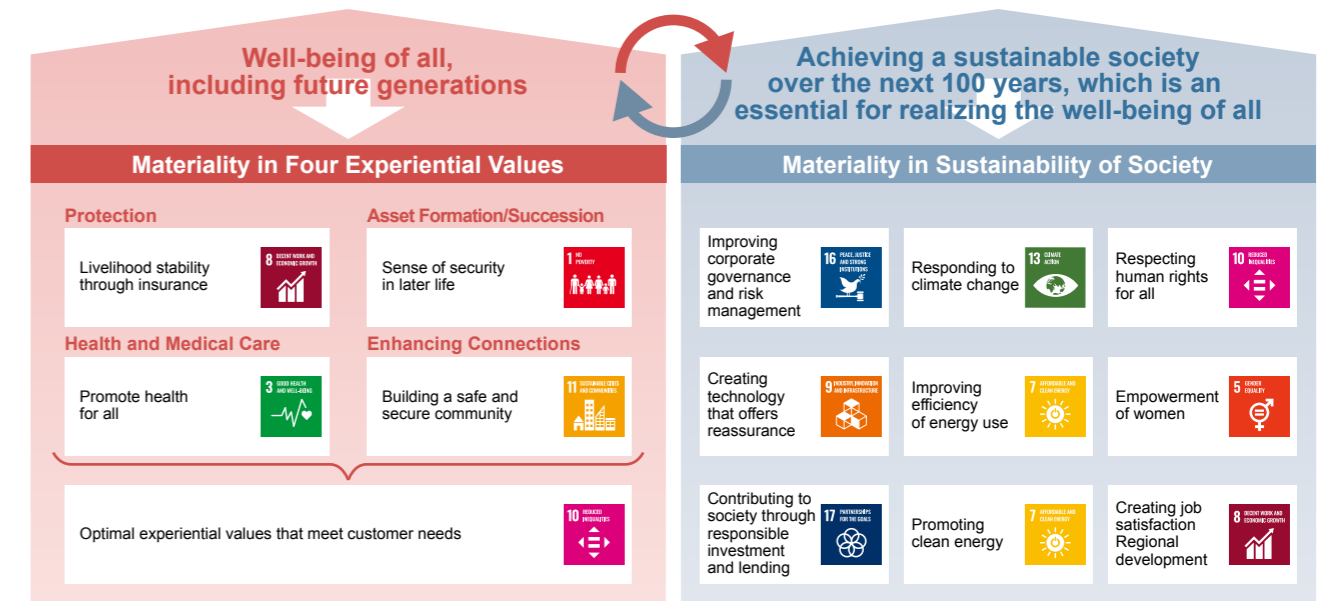 Well-being of all,
including future generations
Achieving a sustainable society
over the next 100 years, which is an
essential for realizing the well-being of all
Materiality in Four Experiential Values
Protection
Livelihood stability
through insurance
8 DECENT WORK AND
ECONOMIC GROWTH
Asset Formation/Succession
Sense of security
in later life
1 NO
POVERTY
Health and Medical Care
Promote health
for all
3 GOOD HEALTH
AND WELL-BEING
Enhancing Connections
Building a safe and
secure community
11 SUSTAINABLE CITIES
AND COMMUNITIES
Optimal experiential values that meet customer needs
10 REDUCED
INEQUALITIES
Materiality in Sustainability of Society
Improving
corporate
governance
and risk
management
16 PEACE, JUSTICE
AND STRONG
INSTITUTIONS
Responding to
climate change
13 CLIMATE
ACTION
Respecting
human rights
for all
10 REDUCED
INEQUALITIES
Creating
technology
that offers
reassurance
9 INDUSTRY, INNOVATION
AND INFRASTRUCTURE
Improving
efficiency
of energy use
7 AFFORDABLE AND
CLEAN ENERGY
Empowerment
of women
5 GENDER
EQUALITY
Contributing to
society through
responsible
investment
and lending
17 PARTNERSHIPS
FOR THE GOALS
Promoting
clean energy
7 AFFORDABLE AND
CLEAN ENERGY
Creating job
satisfaction
Regional
development
8 DECENT WORK AND
ECONOMIC GROWTH